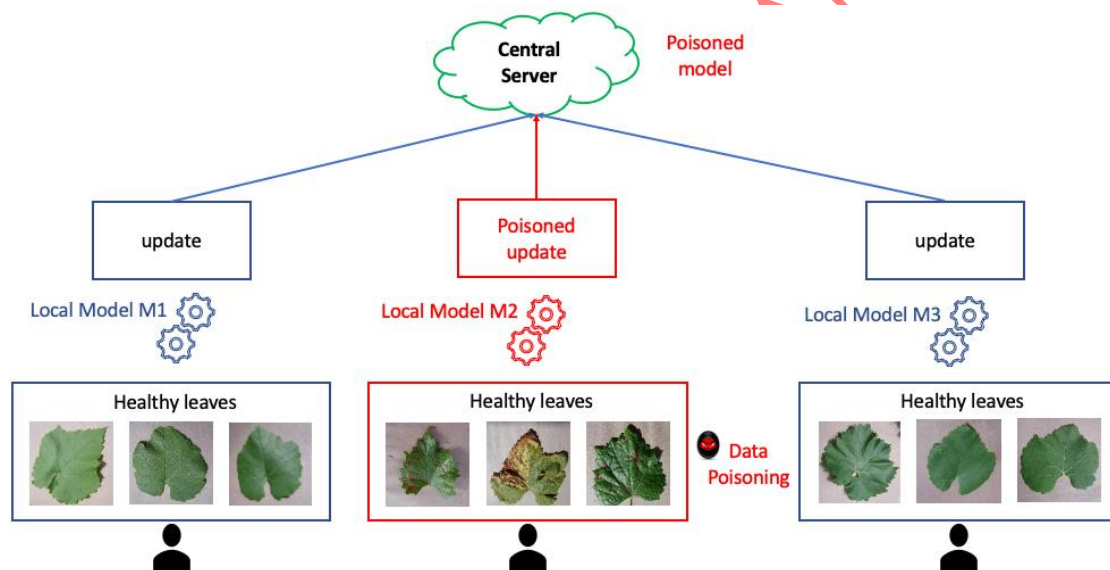 Central
Server
Poisoned
model
update
Poisoned
update
update
Local Model M1
Local Model M2
Local Model M3
Healthy leaves
Healthy leaves
Healthy leaves
Data
Poisoning